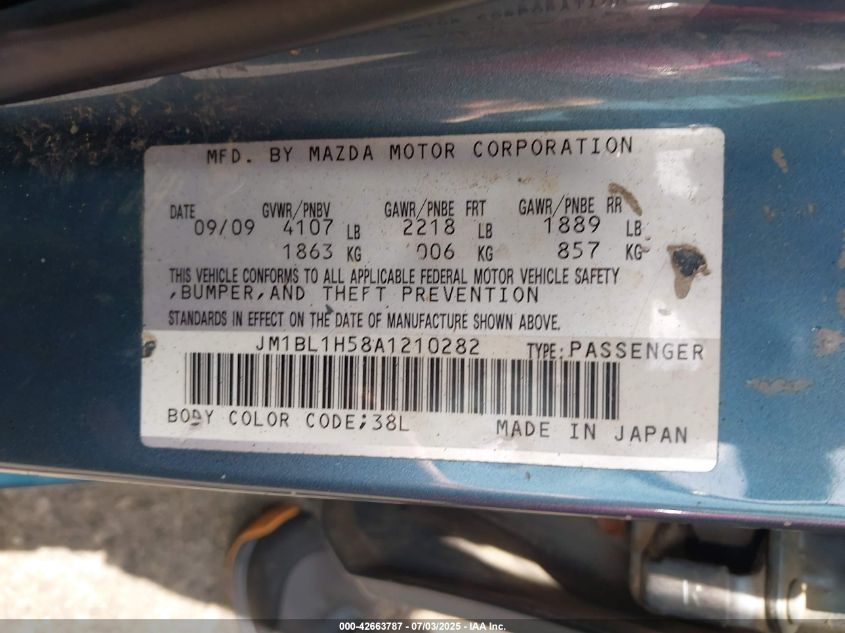 MFD. BY MAZDA MOTOR CORPORATION
DATE GVWR/PNBV GAWR/PNBE FRT GAWR/PNBE RR
09/09 4107 LB 2218 LB 1889 LB
1863 KG 006 KG 857 KG
THIS VEHICLE CONFORMS TO ALL APPLICABLE FEDERAL MOTOR VEHICLE SAFETY
,BUMPER,AND THEFT PREVENTION
STANDARDS IN EFFECT ON THE DATE OF MANUFACTURE SHOWN ABOVE.
JM1BL1H58A1210282 TYPE:PASSENGER
BODY COLOR CODE;38L MADE IN JAPAN
000-42663787 - 07/03/2025 - IAA Inc.